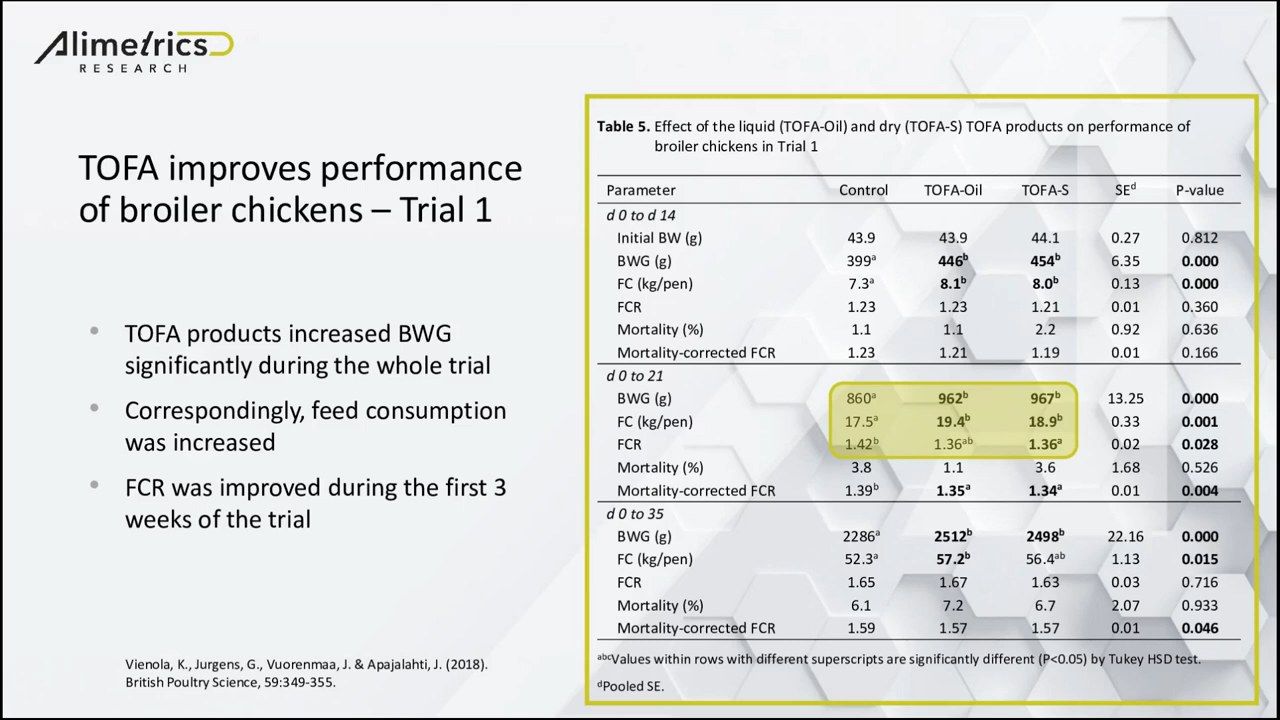 Alimetrics
RESEARCH
TOFA improves performance
of broiler chickens – Trial 1
• TOFA products increased BWG
significantly during the whole trial
• Correspondingly, feed consumption
was increased
• FCR was improved during the first 3
weeks of the trial
Vienola, K., Jurgens, G., Vuorenmaa, J. & Apajalahti, J. (2018).
British Poultry Science, 59:349-355.
Table 5. Effect of the liquid (TOFA-Oil) and dry (TOFA-S) TOFA products on performance of
broiler chickens in Trial 1
Parameter Control TOFA-Oil TOFA-S SEᵈ P-value
d 0 to d 14
Initial BW (g) 43.9 43.9 44.1 0.27 0.812
BWG (g) 399ᵃ 446ᵇ 454ᵇ 6.35 0.000
FC (kg/pen) 7.3ᵃ 8.1ᵇ 8.0ᵇ 0.13 0.000
FCR 1.23 1.23 1.21 0.01 0.360
Mortality (%) 1.1 1.1 2.2 0.92 0.636
Mortality-corrected FCR 1.23 1.21 1.19 0.01 0.166
d 0 to 21
BWG (g) 860ᵃ 962ᵇ 967ᵇ 13.25 0.000
FC (kg/pen) 17.5ᵃ 19.4ᵇ 18.9ᵇ 0.33 0.001
FCR 1.42ᵇ 1.36ᵃᵇ 1.36ᵃ 0.02 0.028
Mortality (%) 3.8 1.1 3.6 1.68 0.526
Mortality-corrected FCR 1.39ᵇ 1.35ᵃ 1.34ᵃ 0.01 0.004
d 0 to 35
BWG (g) 2286ᵃ 2512ᵇ 2498ᵇ 22.16 0.000
FC (kg/pen) 52.3ᵃ 57.2ᵇ 56.4ᵃᵇ 1.13 0.015
FCR 1.65 1.67 1.63 0.03 0.716
Mortality (%) 6.1 7.2 6.7 2.07 0.933
Mortality-corrected FCR 1.59 1.57 1.57 0.01 0.046
ᵃᵇᶜValues within rows with different superscripts are significantly different (P<0.05) by Tukey HSD test.
ᵈPooled SE.